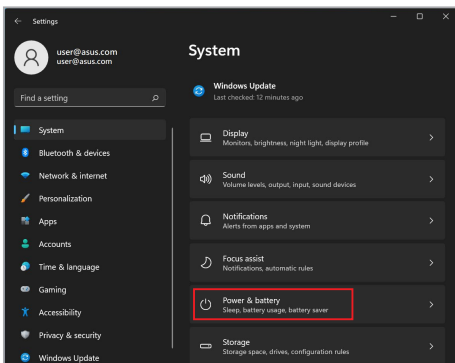 Settings
user@asus.com
user@asus.com
Find a setting
System
Bluetooth & devices
Network & internet
Personalization
Apps
Accounts
Time & language
Gaming
Accessibility
Privacy & security
Windows Update
System
Windows Update
Last checked: 12 minutes ago
Display
Monitors, brightness, night light, display profile
Sound
Volume levels, output, input, sound devices
Notifications
Alerts from apps and system
Focus assist
Notifications, automatic rules
Power & battery
Sleep, battery usage, battery saver
Storage
Storage space, drives, configuration rules